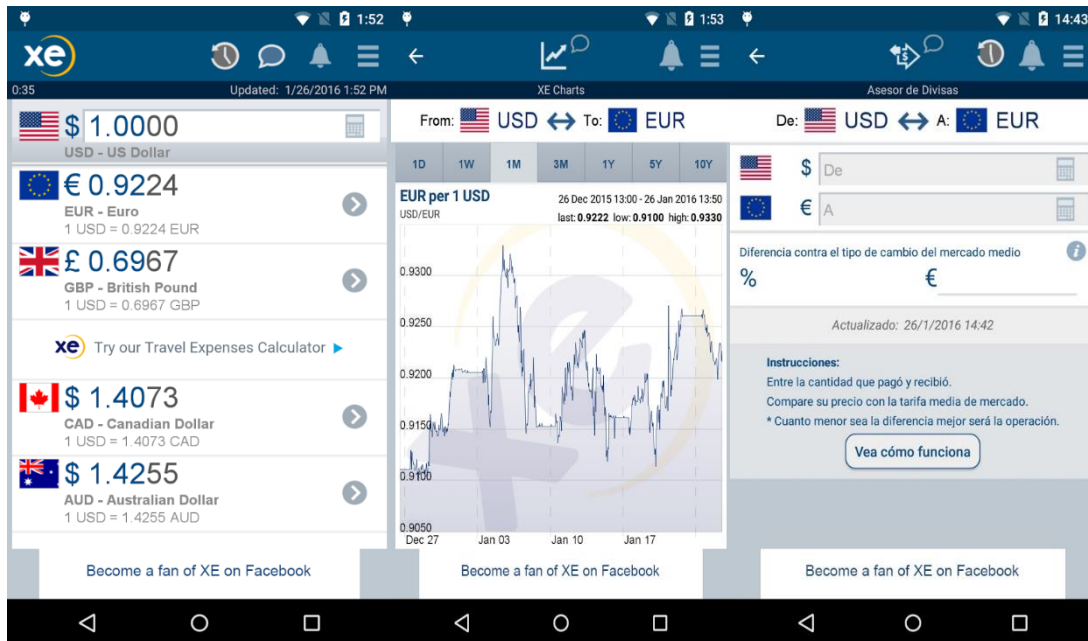 1:52
xe
0:35 Updated: 1/26/2016 1:52 PM
$ 1.0000
USD - US Dollar
€ 0.9224
EUR - Euro
1 USD = 0.9224 EUR
£ 0.6967
GBP - British Pound
1 USD = 0.6967 GBP
xe Try our Travel Expenses Calculator ►
$ 1.4073
CAD - Canadian Dollar
1 USD = 1.4073 CAD
$ 1.4255
AUD - Australian Dollar
1 USD = 1.4255 AUD
Become a fan of XE on Facebook
1:53
XE Charts
From: USD ↔ To: EUR
1D 1W 1M 3M 1Y 5Y 10Y
EUR per 1 USD 26 Dec 2015 13:00 - 26 Jan 2016 13:50
USD/EUR last: 0.9222 low: 0.9100 high: 0.9330
0.9300
0.9250
0.9200
0.9150
0.9100
0.9050
Dec 27 Jan 03 Jan 10 Jan 17
xe
Become a fan of XE on Facebook
14:43
$
Asesor de Divisas
De: USD ↔ A: EUR
$ De
€ A
Diferencia contra el tipo de cambio del mercado medio i
% €
Actualizado: 26/1/2016 14:42
Instrucciones:
Entre la cantidad que pagó y recibió.
Compare su precio con la tarifa media de mercado.
* Cuanto menor sea la diferencia mejor será la operación.
Vea cómo funciona
Become a fan of XE on Facebook